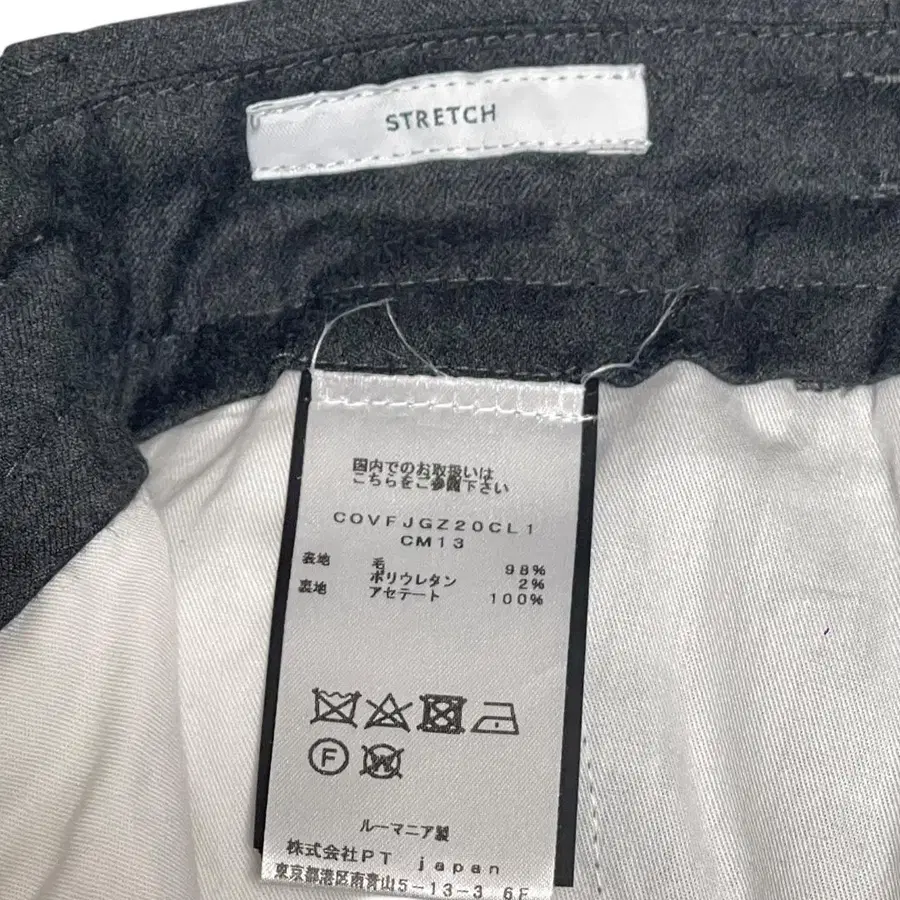 STRETCH
国内でのお取扱いは
こちらをご参照下さい
COVFJGZ20CL1
CM13
表地 毛 98%
ポリウレタン 2%
裏地 アセテート 100%
F
W
ルーマニア製
株式会社PT japan
東京都港区南青山5-13-3 6F